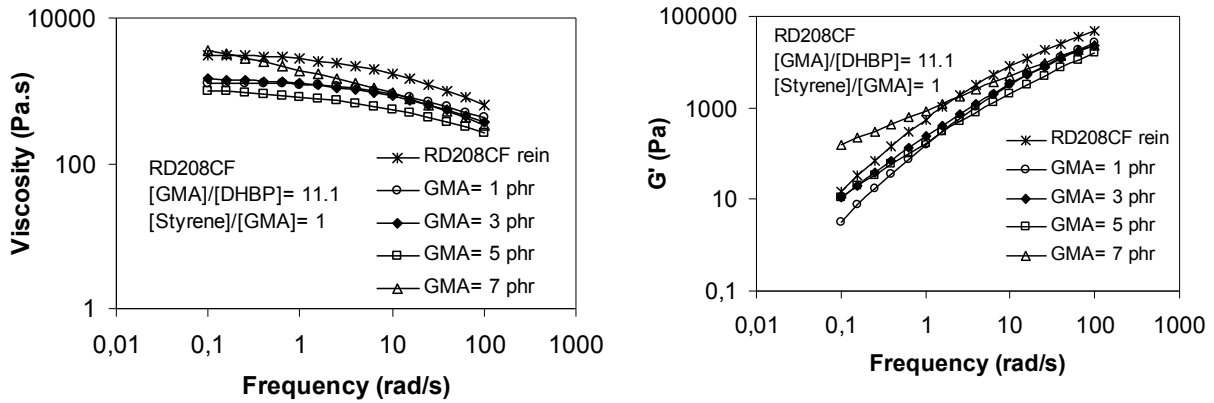 10000
100
1
0,01 0,1 1 10 100 1000
Viscosity (Pa.s)
Frequency (rad/s)
RD208CF
[GMA]/[DHBP]= 11.1
[Styrene]/[GMA]= 1
RD208CF rein
GMA= 1 phr
GMA= 3 phr
GMA= 5 phr
GMA= 7 phr
100000
1000
10
0,1
0,01 0,1 1 10 100 1000
G' (Pa)
Frequency (rad/s)
RD208CF
[GMA]/[DHBP]= 11.1
[Styrene]/[GMA]= 1
RD208CF rein
GMA= 1 phr
GMA= 3 phr
GMA= 5 phr
GMA= 7 phr